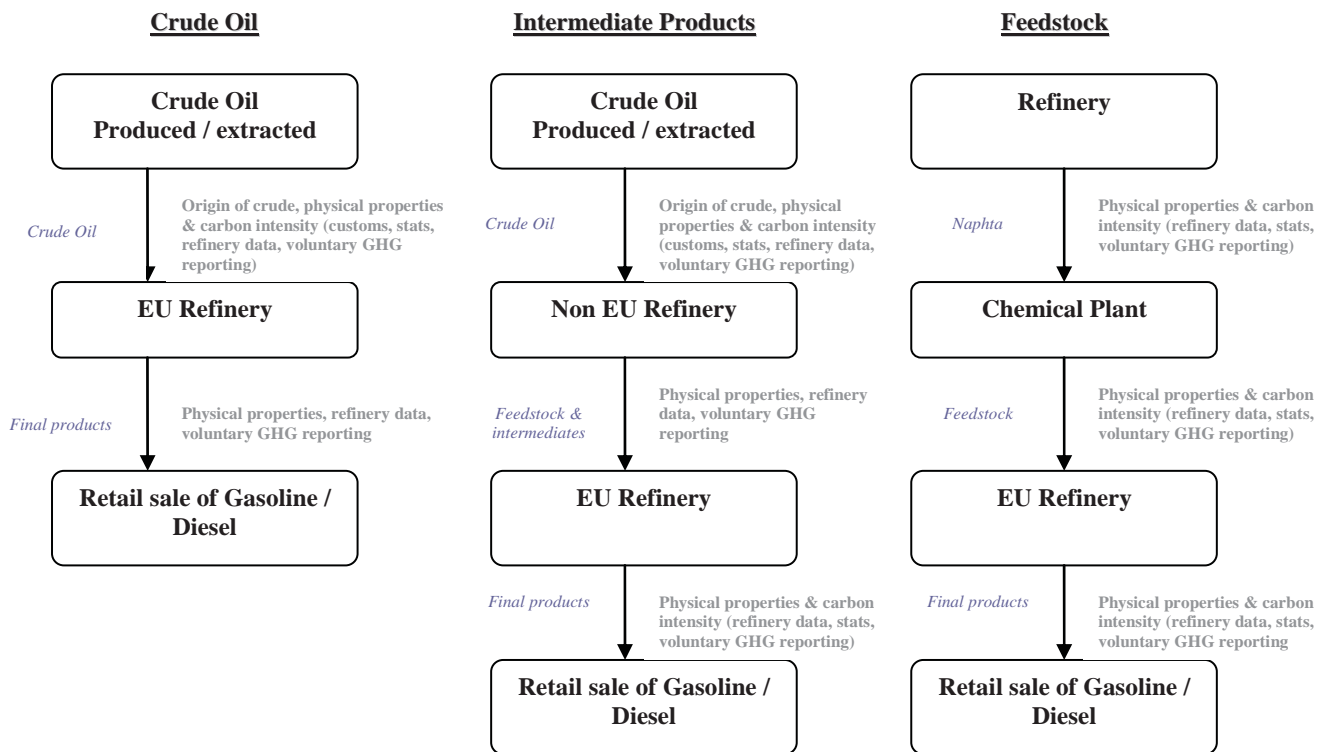 Crude Oil
Crude Oil
Produced / extracted
Crude Oil
Origin of crude, physical properties
& carbon intensity (customs, stats,
refinery data, voluntary GHG
reporting)
EU Refinery
Final products
Physical properties, refinery data,
voluntary GHG reporting
Retail sale of Gasoline /
Diesel
Intermediate Products
Crude Oil
Produced / extracted
Crude Oil
Origin of crude, physical
properties & carbon intensity
(customs, stats, refinery data,
voluntary GHG reporting)
Non EU Refinery
Feedstock &
intermediates
Physical properties, refinery
data, voluntary GHG
reporting
EU Refinery
Final products
Physical properties & carbon
intensity (refinery data, stats,
voluntary GHG reporting)
Retail sale of Gasoline /
Diesel
Feedstock
Refinery
Naphta
Physical properties & carbon
intensity (refinery data, stats,
voluntary GHG reporting)
Chemical Plant
Feedstock
Physical properties & carbon
intensity (refinery data, stats,
voluntary GHG reporting)
EU Refinery
Final products
Physical properties & carbon
intensity (refinery data, stats,
voluntary GHG reporting
Retail sale of Gasoline /
Diesel